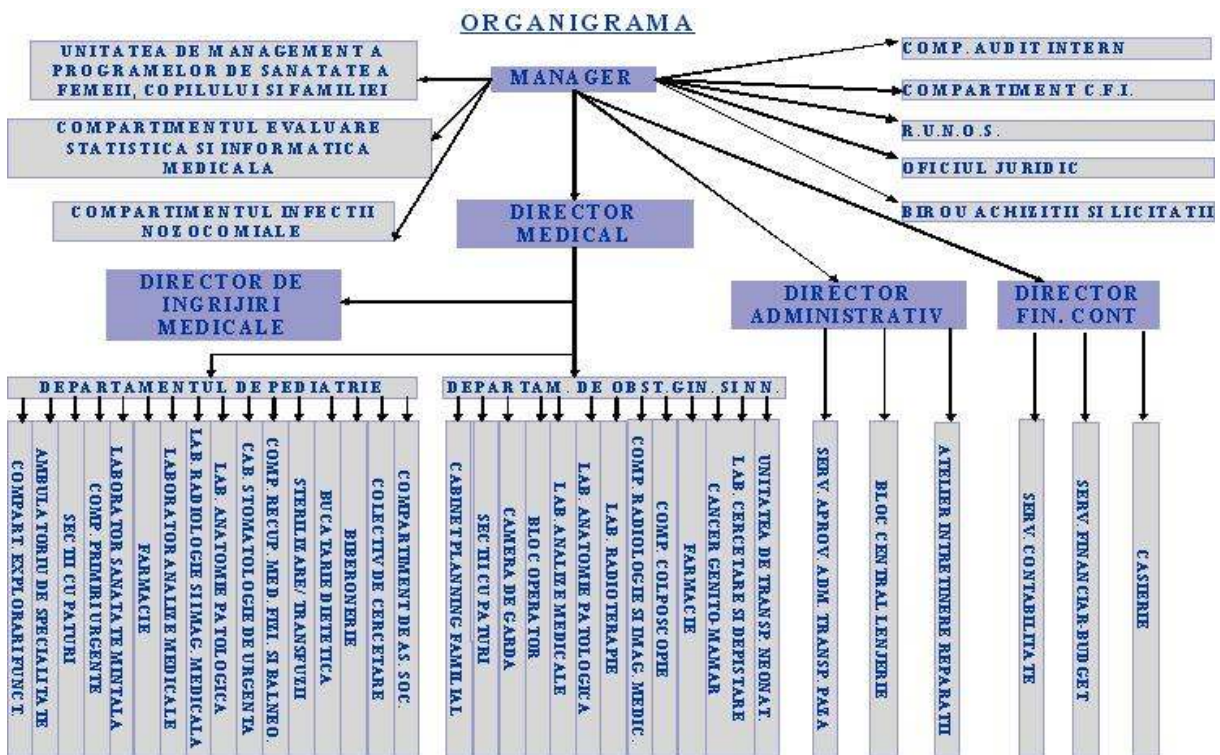 ORGANIGRAMA
UNITATEA DE MANAGEMENT A
PROGRAMELOR DE SANATATE A
FEMEII, COPILULUI SI FAMILIEI
COMPARTIMENTUL EVALUARE
STATISTICA SI INFORMATICA
MEDICALA
COMPARTIMENTUL INFECTII
NOZOCOMIALE
MANAGER
COMP. AUDIT INTERN
COMPARTIMENT C.F.I.
R.U.N.O.S.
OFICIUL JURIDIC
BIROU ACHIZITII SI LICITATII
DIRECTOR
MEDICAL
DIRECTOR DE
INGRIJIRI
MEDICALE
DIRECTOR
ADMINISTRATIV
DIRECTOR
FIN. CONT
DEPARTAMENTUL DE PEDIATRIE
DEPARTAM. DE OBST.GIN. SI NN.
COMPART. EXPLORARI FUNCT.
AMBULATORIU DE SPECIALITATE
SECTII CU PATURI
COMP. PRIMIRI URGENTE
LABORATOR SANATATE MINTALA
FARMACIE
LABORATOR ANALIZE MEDICALE
LAB. RADIOLOGIE SI IMAG. MEDICALA
LAB. ANATOMIE PATOLOGICA
CAB. STOMATOLOGIE DE URGENTA
COMP. RECUP. MED. FIZI. SI BALNEO.
STERILIZARE/ TRANSFUZII
BUCATARIE DIETETICA
BIBERONERIE
COLECTIV DE CERCETARE
COMPARTIMENT DE AS. SOC.
CABINET PLANNING FAMILIAL
SECTII CU PATURI
CAMERA DE GARDA
BLOC OPERATOR
LAB. ANALIZE MEDICALE
LAB. ANATOMIE PATOLOGICA
LAB. RADIOTERAPIE
COMP. RADIOLOGIE SI IMAG. MEDIC.
COMP. COLPOSCOPIE
FARMACIE
CANCER GENITO-MAMAR
LAB. CERCETARE SI DEPISTARE
UNITATEA DE TRANSP. NEONAT.
SERV. APROV. ADM. TRANSP. PAZA
BLOC CENTRAL LENJERIE
ATELIER INTRETINERE REPARATII
SERV. CONTABILITATE
SERV. FINANCIAR-BUDGET
CASIERIE